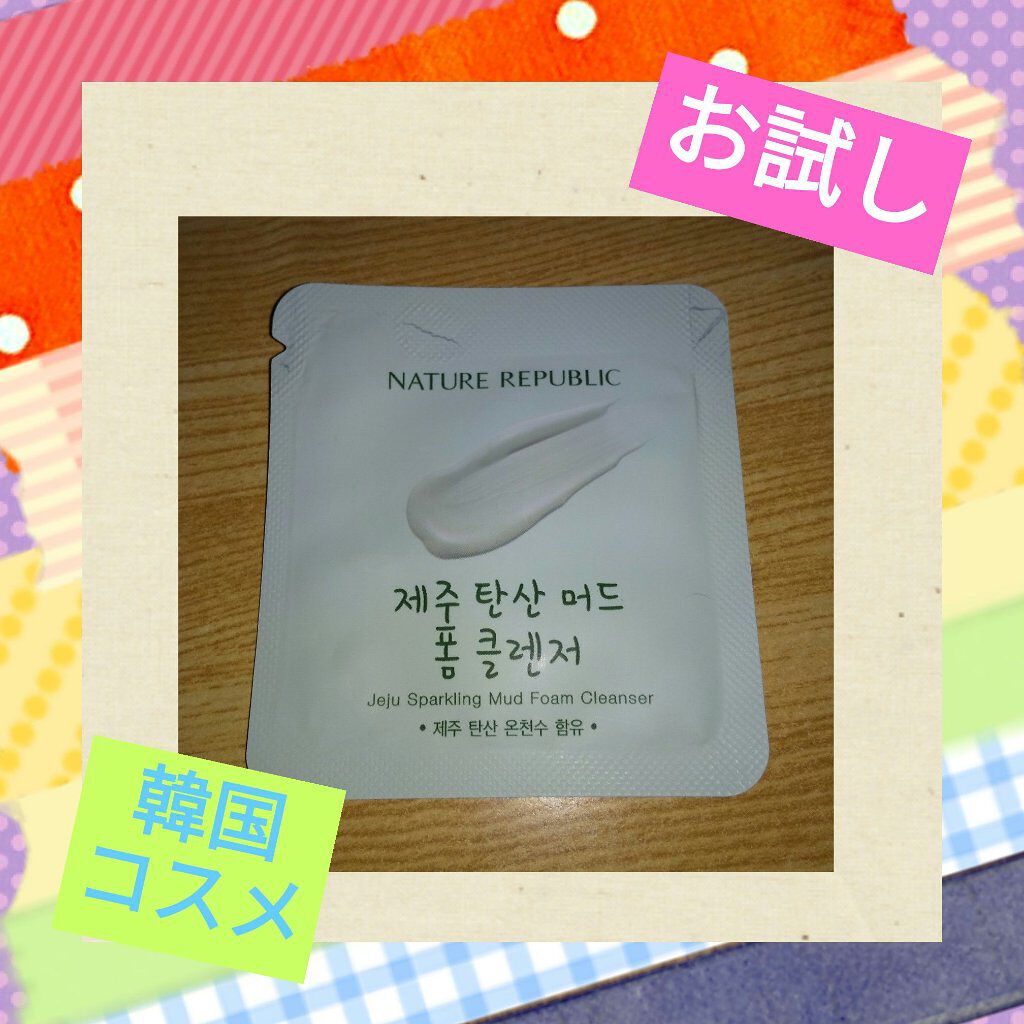 お試し
NATURE REPUBLIC
제주 탄산 머드
폼 클렌저
Jeju Sparkling Mud Foam Cleanser
• 제주 탄산 온천수 함유 •
韓国
コスメ